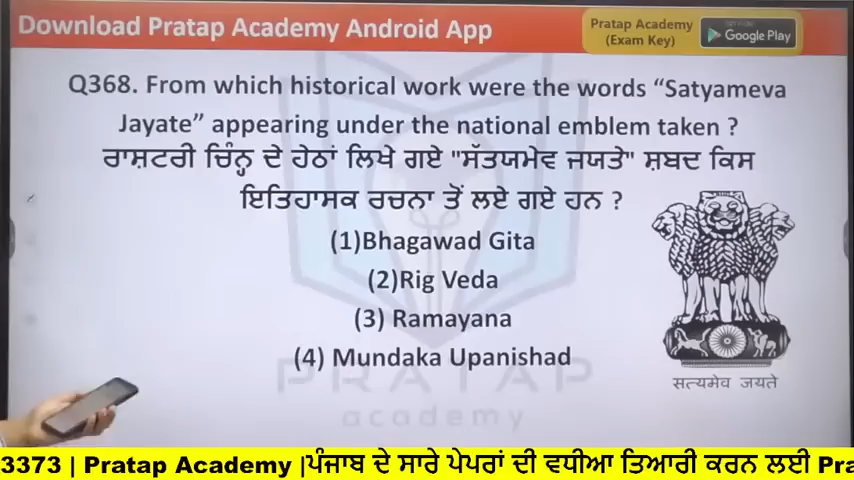 Download Pratap Academy Android App
Pratap Academy
(Exam Key)
Google Play
Q368. From which historical work were the words “Satyameva
Jayate” appearing under the national emblem taken ?
ਰਾਸ਼ਟਰੀ ਚਿੰਨ੍ਹ ਦੇ ਹੇਠਾਂ ਲਿਖੇ ਗਏ "ਸੱਤਯਮੇਵ ਜਯਤੇ" ਸ਼ਬਦ ਕਿਸ
ਇਤਿਹਾਸਕ ਰਚਨਾ ਤੋਂ ਲਏ ਗਏ ਹਨ ?
(1)Bhagawad Gita
(2)Rig Veda
(3) Ramayana
(4) Mundaka Upanishad
सत्यमेव जयते
PRATAP
academy
3373 | Pratap Academy |ਪੰਜਾਬ ਦੇ ਸਾਰੇ ਪੇਪਰਾਂ ਦੀ ਵਧੀਆ ਤਿਆਰੀ ਕਰਨ ਲਈ Pra